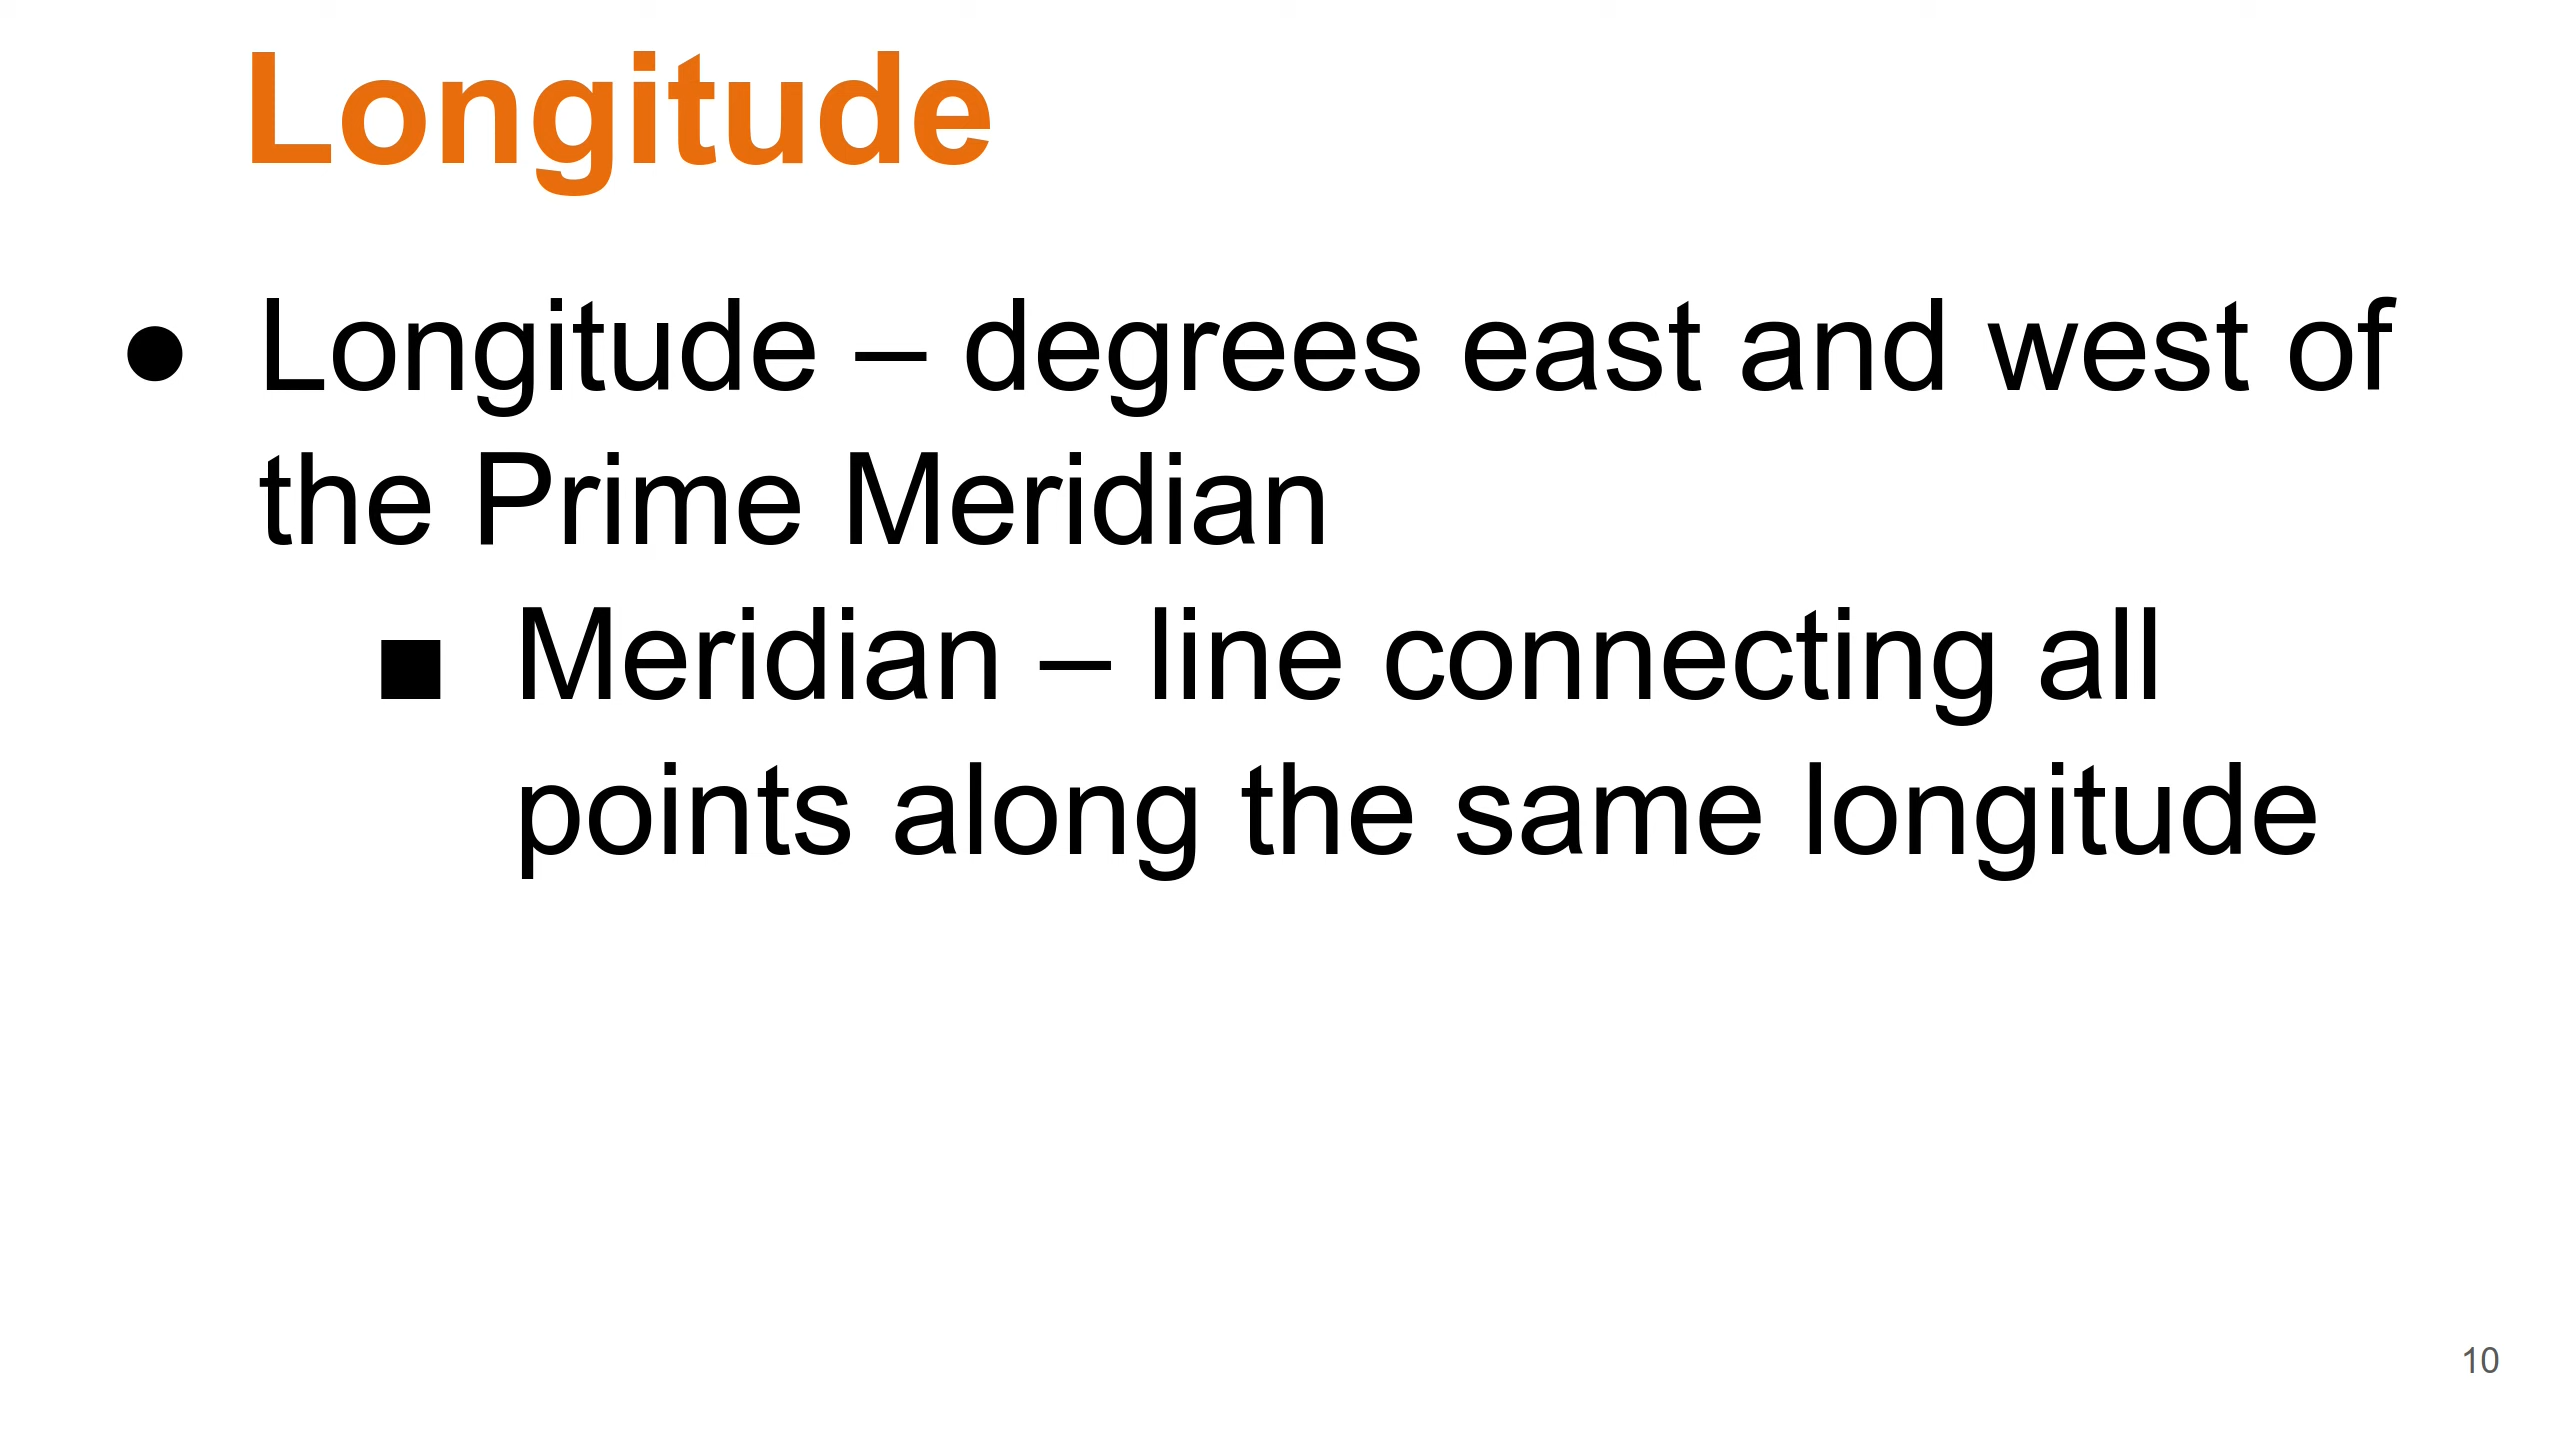 Longitude
● Longitude – degrees east and west of
the Prime Meridian
■ Meridian – line connecting all
points along the same longitude
10